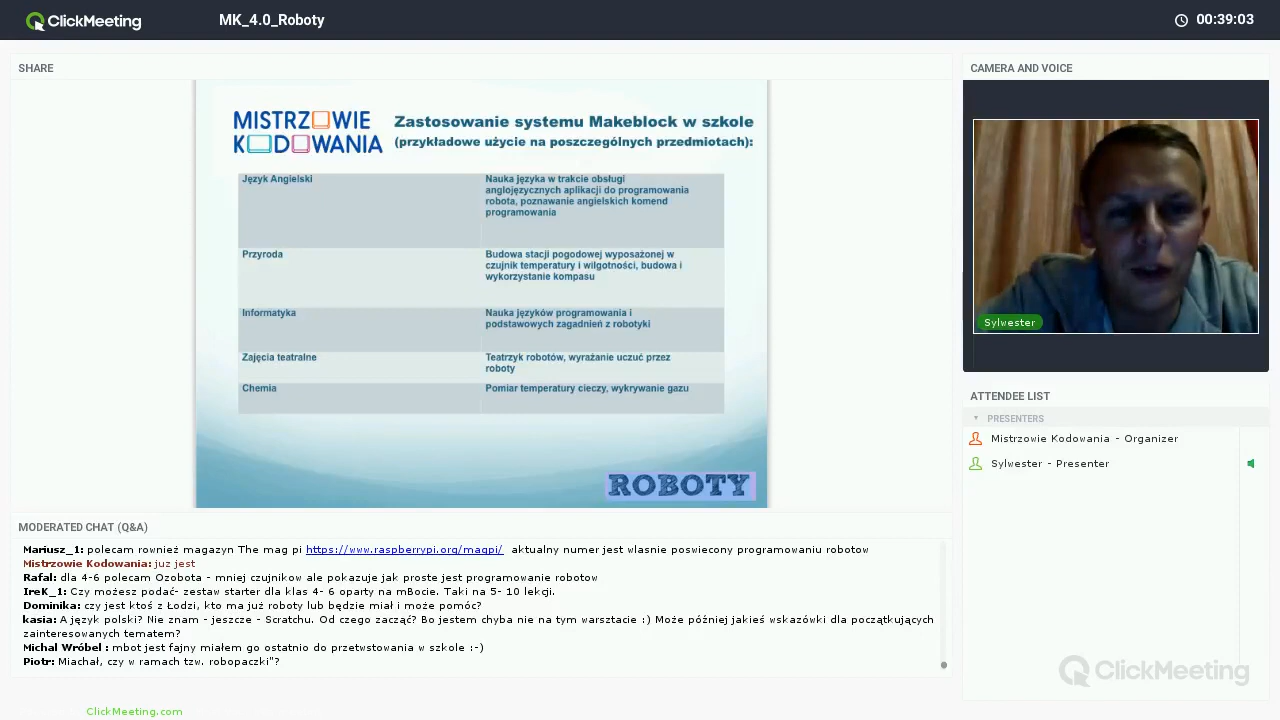 ClickMeeting
MK_4.0_Roboty
00:39:03
SHARE
MISTRZOWIE
KODOWANIA
Zastosowanie systemu Makeblock w szkole
(przykładowe użycie na poszczególnych przedmiotach):
Język Angielski
Nauka języka w trakcie obsługi
anglojęzycznych aplikacji do programowania
robota, poznawanie angielskich komend
programowania
Przyroda
Budowa stacji pogodowej wyposażonej w
czujnik temperatury i wilgotności, budowa i
wykorzystanie kompasu
Informatyka
Nauka języków programowania i
podstawowych zagadnień z robotyki
Zajęcia teatralne
Teatrzyk robotów, wyrażanie uczuć przez
roboty
Chemia
Pomiar temperatury cieczy, wykrywanie gazu
ROBOTY
CAMERA AND VOICE
Sylwester
ATTENDEE LIST
PRESENTERS
Mistrzowie Kodowania - Organizer
Sylwester - Presenter
MODERATED CHAT (Q&A)
Mariusz_1: polecam rownież magazyn The mag pi https://www.raspberrypi.org/magpi/ aktualny numer jest wlasnie poswiecony programowaniu robotow
Mistrzowie Kodowania: juz jest
Rafal: dla 4-6 polecam Ozobota - mniej czujnikow ale pokazuje jak proste jest programowanie robotow
IreK_1: Czy możesz podać- zestaw starter dla klas 4- 6 oparty na mBocie. Taki na 5- 10 lekcji.
Dominika: czy jest ktoś z Łodzi, kto ma już roboty lub będzie miał i może pomóc?
kasia: A język polski? Nie znam - jeszcze - Scratchu. Od czego zacząć? Bo jestem chyba nie na tym warsztacie :) Może później jakieś wskazówki dla początkujących
zainteresowanych tematem?
Michal Wróbel : mbot jest fajny miałem go ostatnio do przetwstowania w szkole :-)
Piotr: Miachał, czy w ramach tzw. robopaczki"?
ClickMeeting
ClickMeeting.com